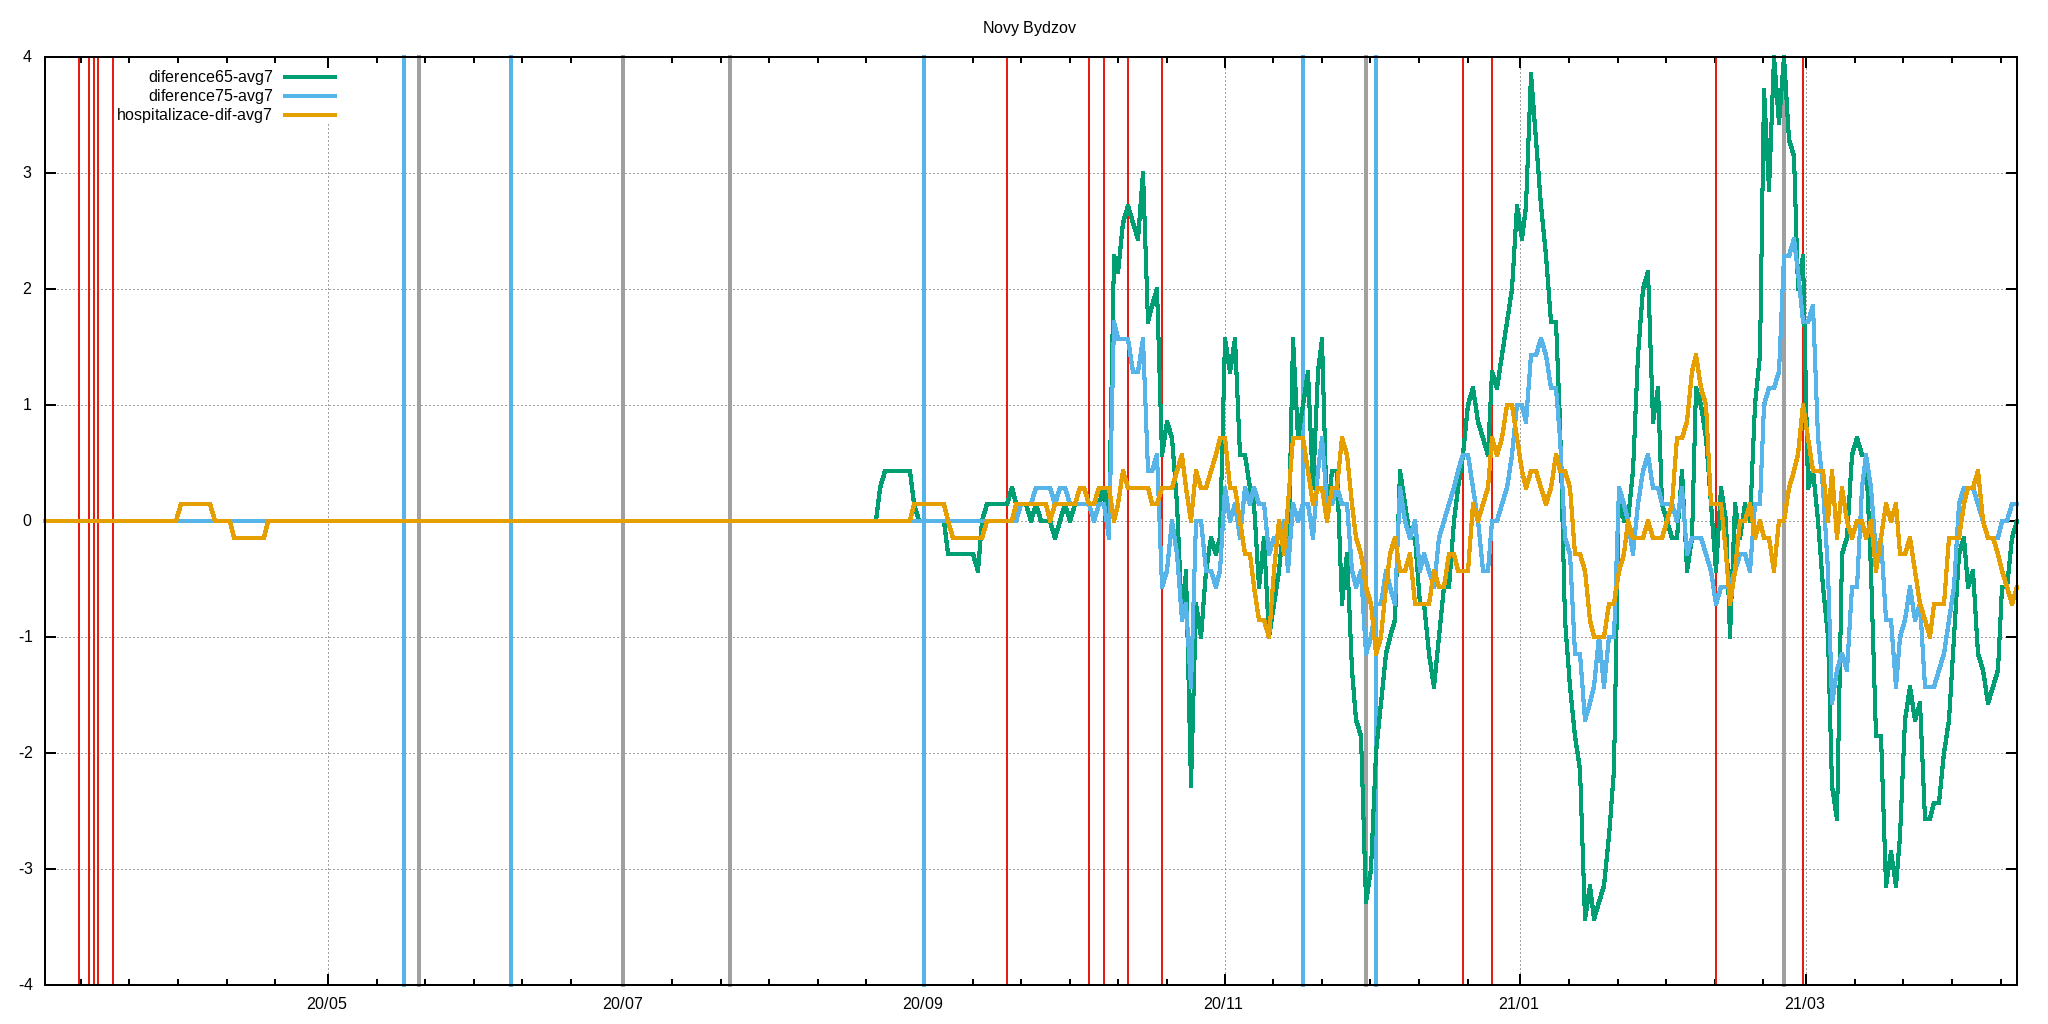 Novy Bydzov
diference65-avg7
diference75-avg7
hospitalizace-dif-avg7
4
3
2
1
0
-1
-2
-3
-4
20/05 20/07 20/09 20/11 21/01 21/03